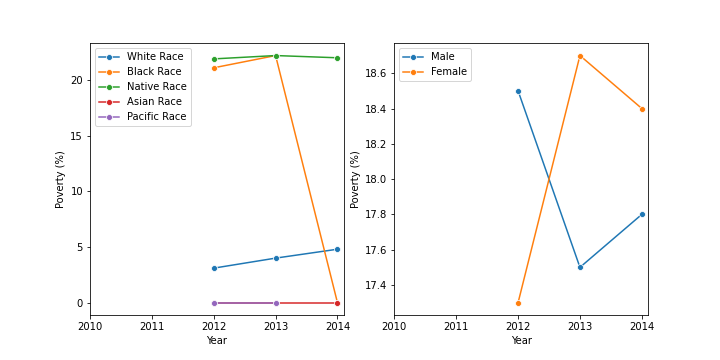 White Race
Black Race
Native Race
Asian Race
Pacific Race
20
15
10
5
0
Poverty (%)
2010 2011 2012 2013 2014
Year
Male
Female
18.6
18.4
18.2
18.0
17.8
17.6
17.4
Poverty (%)
2010 2011 2012 2013 2014
Year